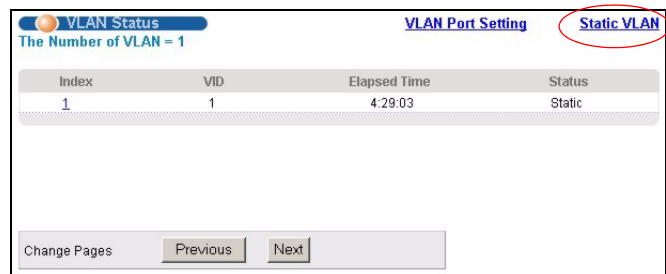 VLAN Status VLAN Port Setting Static VLAN
The Number of VLAN = 1
Index VID Elapsed Time Status
1 1 4:29:03 Static
Change Pages Previous Next